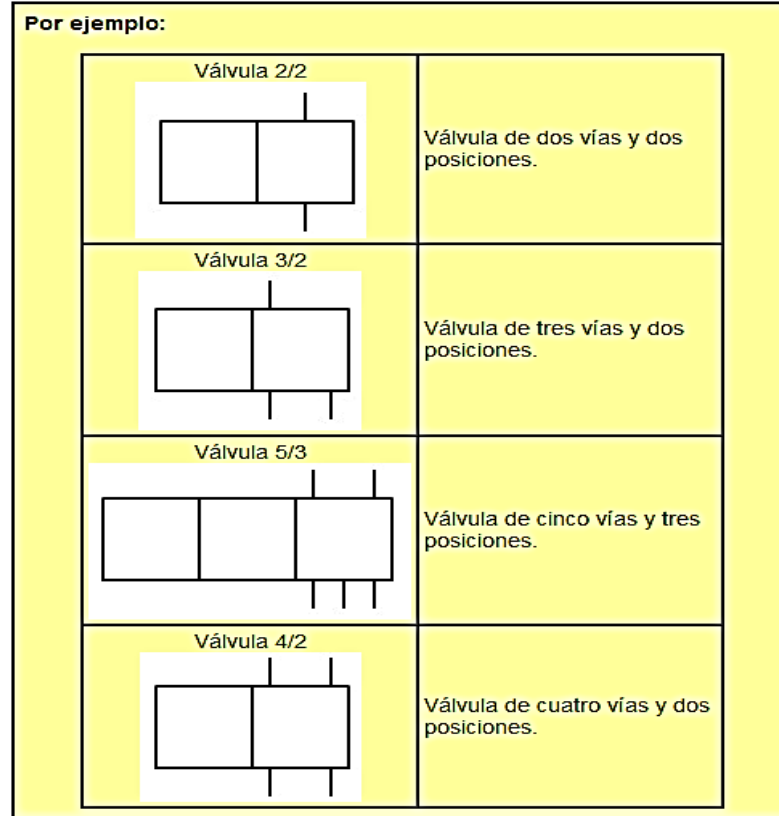 Por ejemplo:
Válvula 2/2
Válvula de dos vías y dos
posiciones.
Válvula 3/2
Válvula de tres vías y dos
posiciones.
Válvula 5/3
Válvula de cinco vías y tres
posiciones.
Válvula 4/2
Válvula de cuatro vías y dos
posiciones.